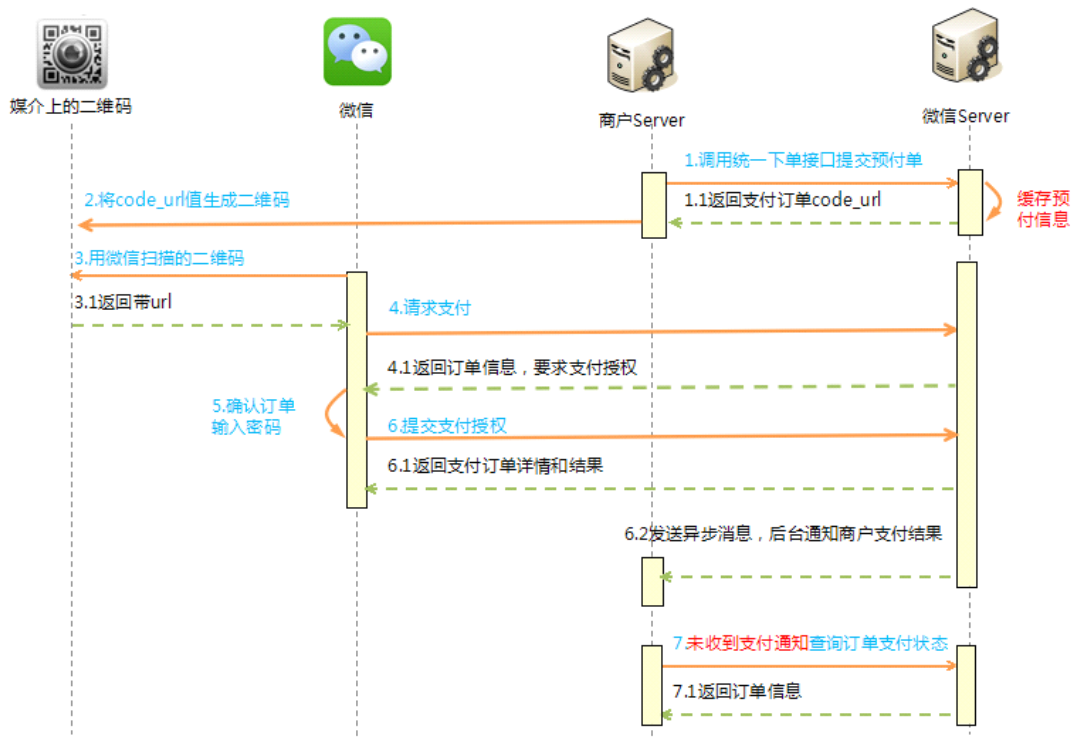 媒介上的二维码
微信
商户Server
微信Server
1.调用统一下单接口提交预付单
2.将code_url值生成二维码
1.1返回支付订单code_url
缓存预
付信息
3.用微信扫描的二维码
3.1返回带url
4.请求支付
4.1返回订单信息，要求支付授权
5.确认订单
输入密码
6.提交支付授权
6.1返回支付订单详情和结果
6.2发送异步消息，后台通知商户支付结果
7.未收到支付通知查询订单支付状态
7.1返回订单信息